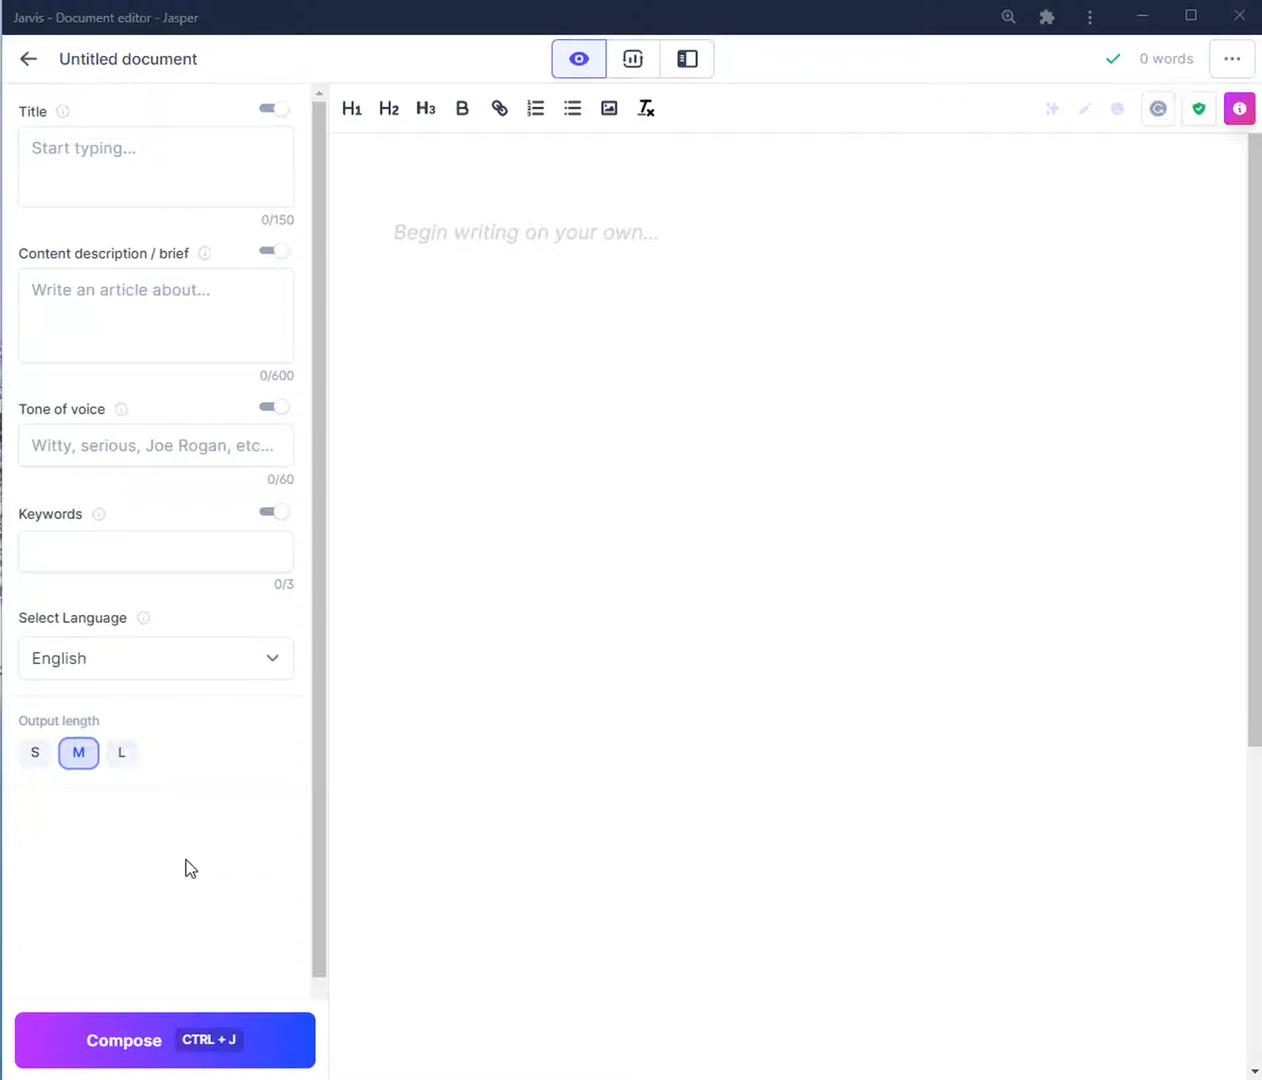 Jarvis - Document editor - Jasper
Untitled document
0 words
Title
Start typing...
0/150
Content description / brief
Write an article about...
0/600
Tone of voice
Witty, serious, Joe Rogan, etc...
0/60
Keywords
0/3
Select Language
English
Output length
S M L
Compose CTRL + J
H1 H2 H3 B Tx
Begin writing on your own...